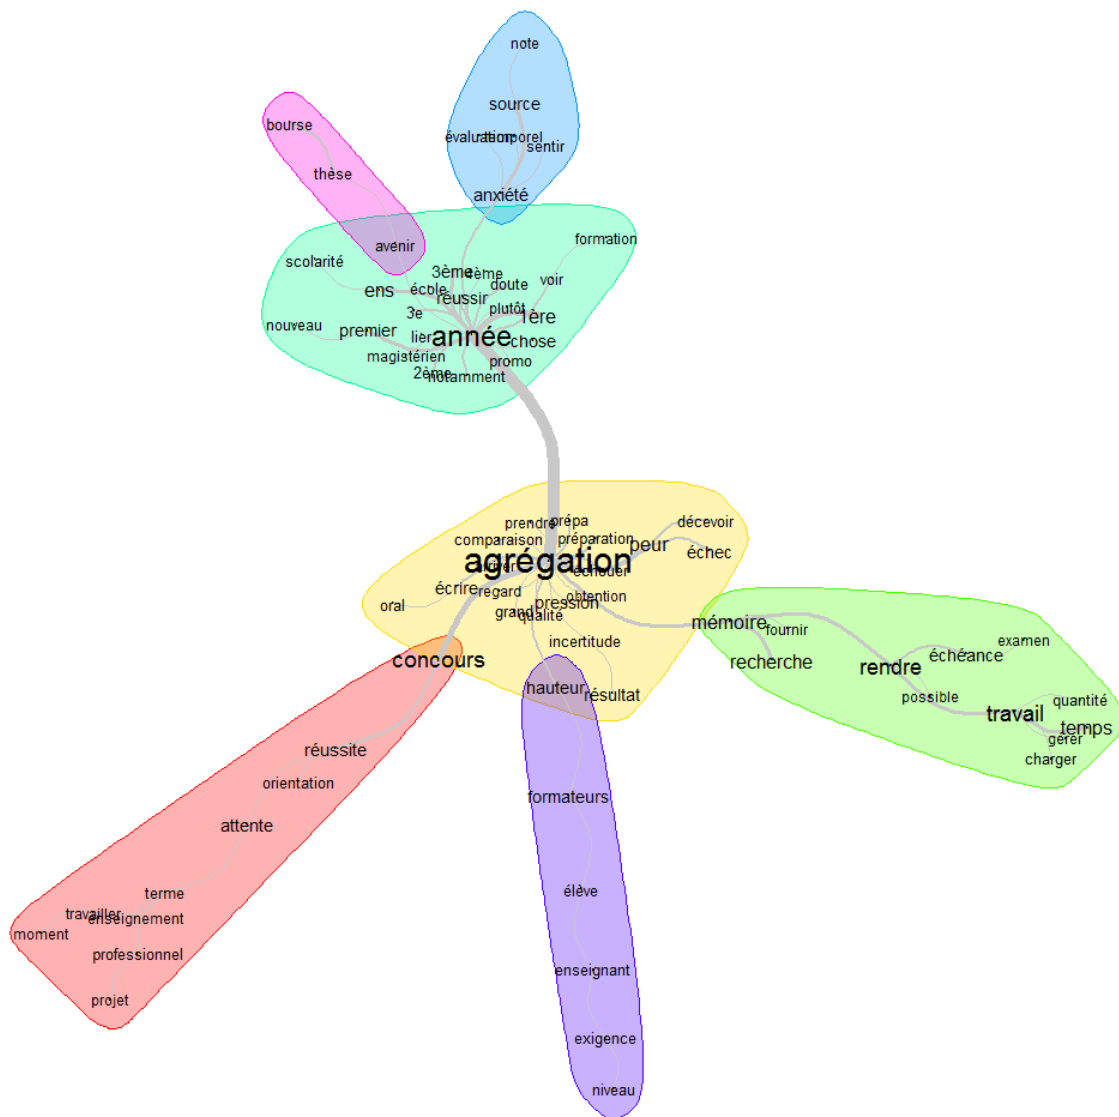 note
source
évaluation
temporel
sentir
anxiété
bourse
thèse
avenir
formation
scolarité
3ème
4ème
voir
ens
école
réussir
doute
3e
plutôt
1ère
nouveau
premier
lier
année
chose
magistérien
promo
2ème
notamment
prendre
prépa
décevoir
comparaison
préparation
peur
échec
agrégation
arriver
échouer
écrire
regard
obtention
oral
grand
pression
qualité
incertitude
mémoire
fournir
examen
concours
recherche
rendre
échéance
hauteur
résultat
possible
quantité
travail
temps
gérer
charger
réussite
orientation
formateurs
attente
terme
élève
travailler
enseignement
moment
professionnel
enseignant
projet
exigence
niveau